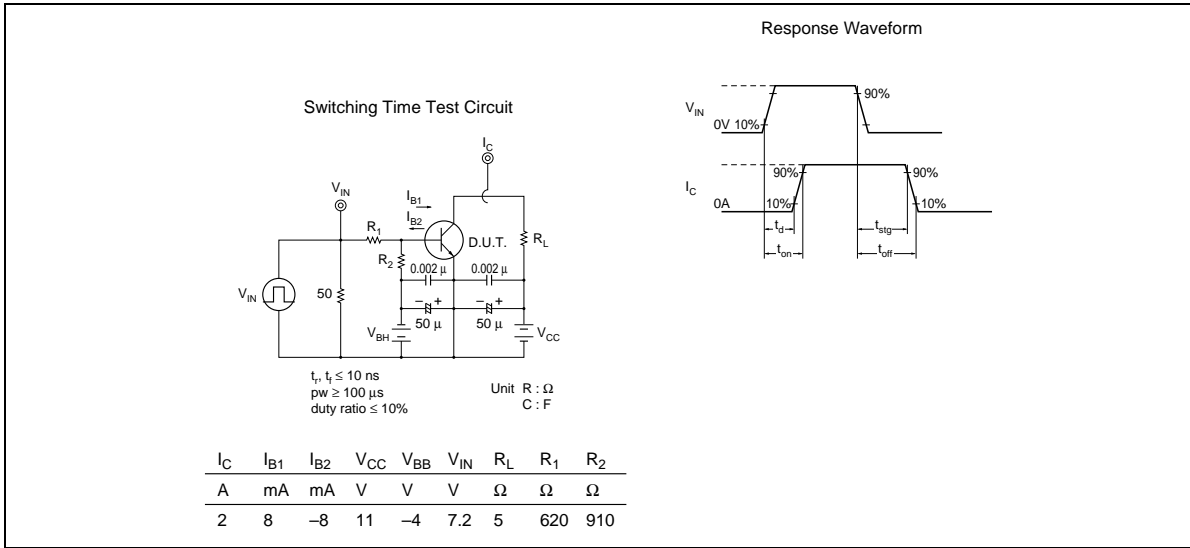 Response Waveform
V_IN
0V 10%
90%
I_C
0A
90%
10%
90%
10%
t_d
t_stg
t_on
t_off
Switching Time Test Circuit
I_C
V_IN
I_B1
I_B2
R_1
D.U.T.
R_L
R_2
0.002 μ
0.002 μ
V_IN
50
– +
– +
50 μ
50 μ
V_BH
V_CC
t_r, t_f ≤ 10 ns
pw ≥ 100 μs
duty ratio ≤ 10%
Unit R : Ω
C : F
I_C I_B1 I_B2 V_CC V_BB V_IN R_L R_1 R_2
A mA mA V V V Ω Ω Ω
2 8 –8 11 –4 7.2 5 620 910